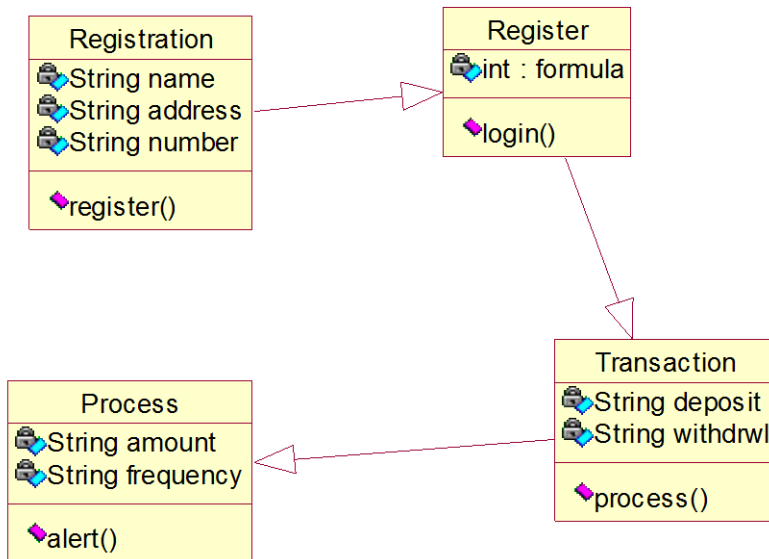 Registration
String name
String address
String number
register()
Register
int : formula
login()
Transaction
String deposit
String withdrwl
process()
Process
String amount
String frequency
alert()